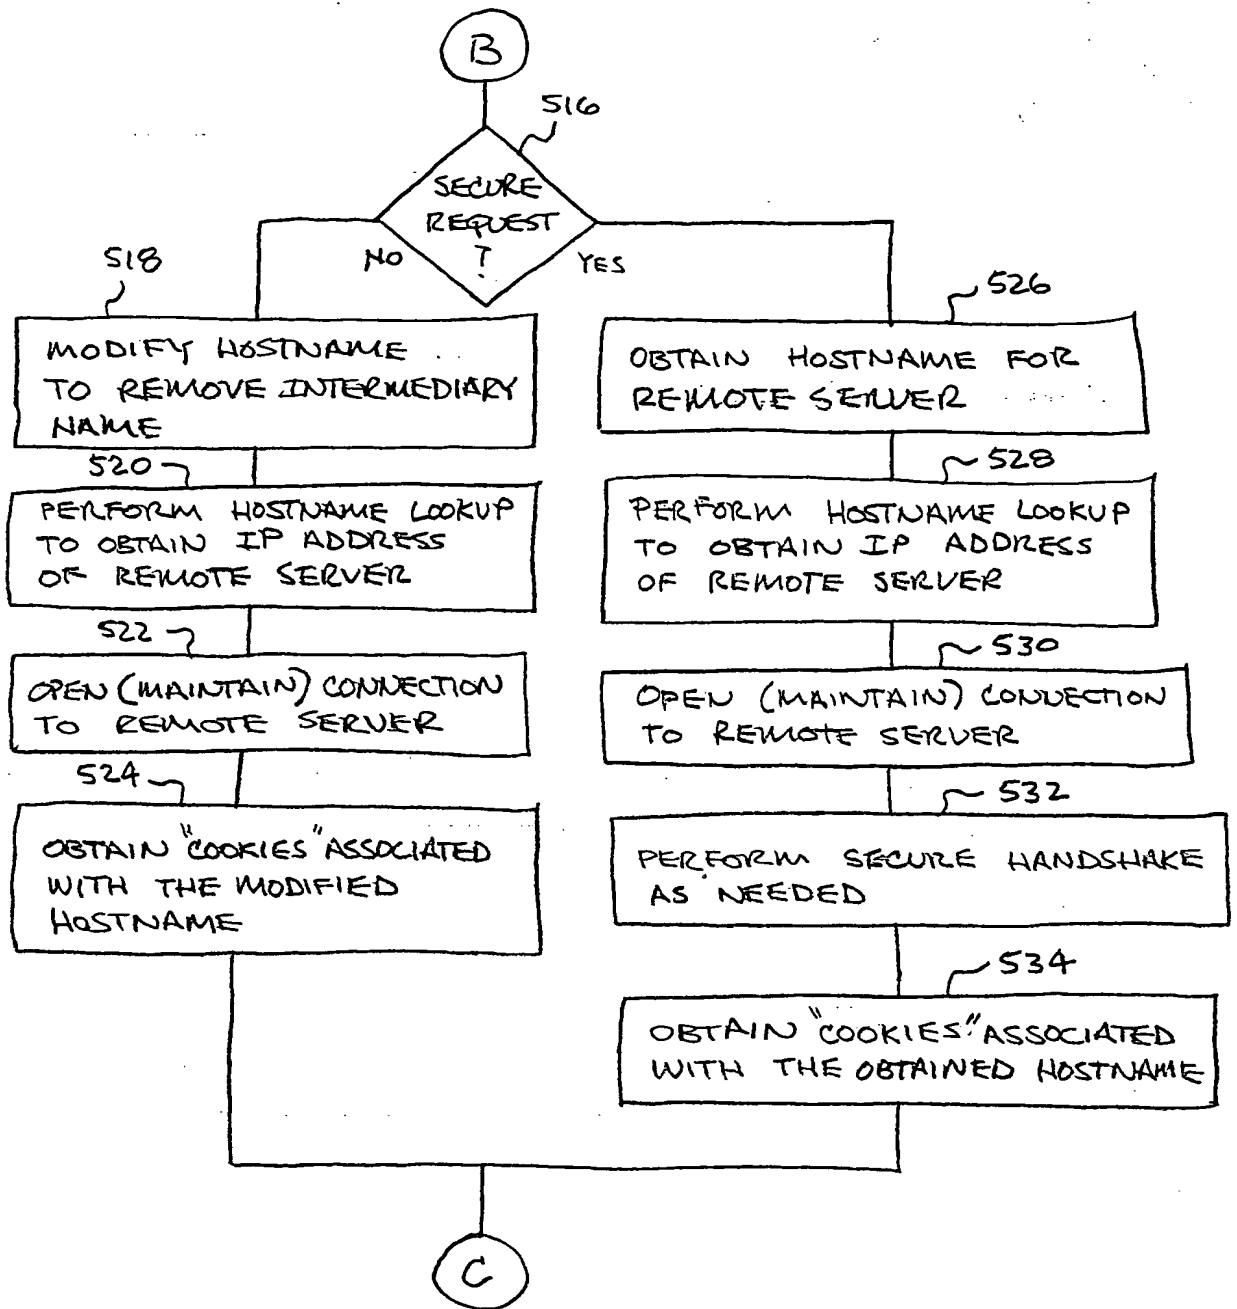 B
516
SECURE
REQUEST
?
NO
YES
518
MODIFY HOSTNAME
TO REMOVE INTERMEDIARY
NAME
520
PERFORM HOSTNAME LOOKUP
TO OBTAIN IP ADDRESS
OF REMOTE SERVER
522
OPEN (MAINTAIN) CONNECTION
TO REMOTE SERVER
524
OBTAIN "COOKIES" ASSOCIATED
WITH THE MODIFIED
HOSTNAME
526
OBTAIN HOSTNAME FOR
REMOTE SERVER
528
PERFORM HOSTNAME LOOKUP
TO OBTAIN IP ADDRESS
OF REMOTE SERVER
530
OPEN (MAINTAIN) CONNECTION
TO REMOTE SERVER
532
PERFORM SECURE HANDSHAKE
AS NEEDED
534
OBTAIN "COOKIES" ASSOCIATED
WITH THE OBTAINED HOSTNAME
C